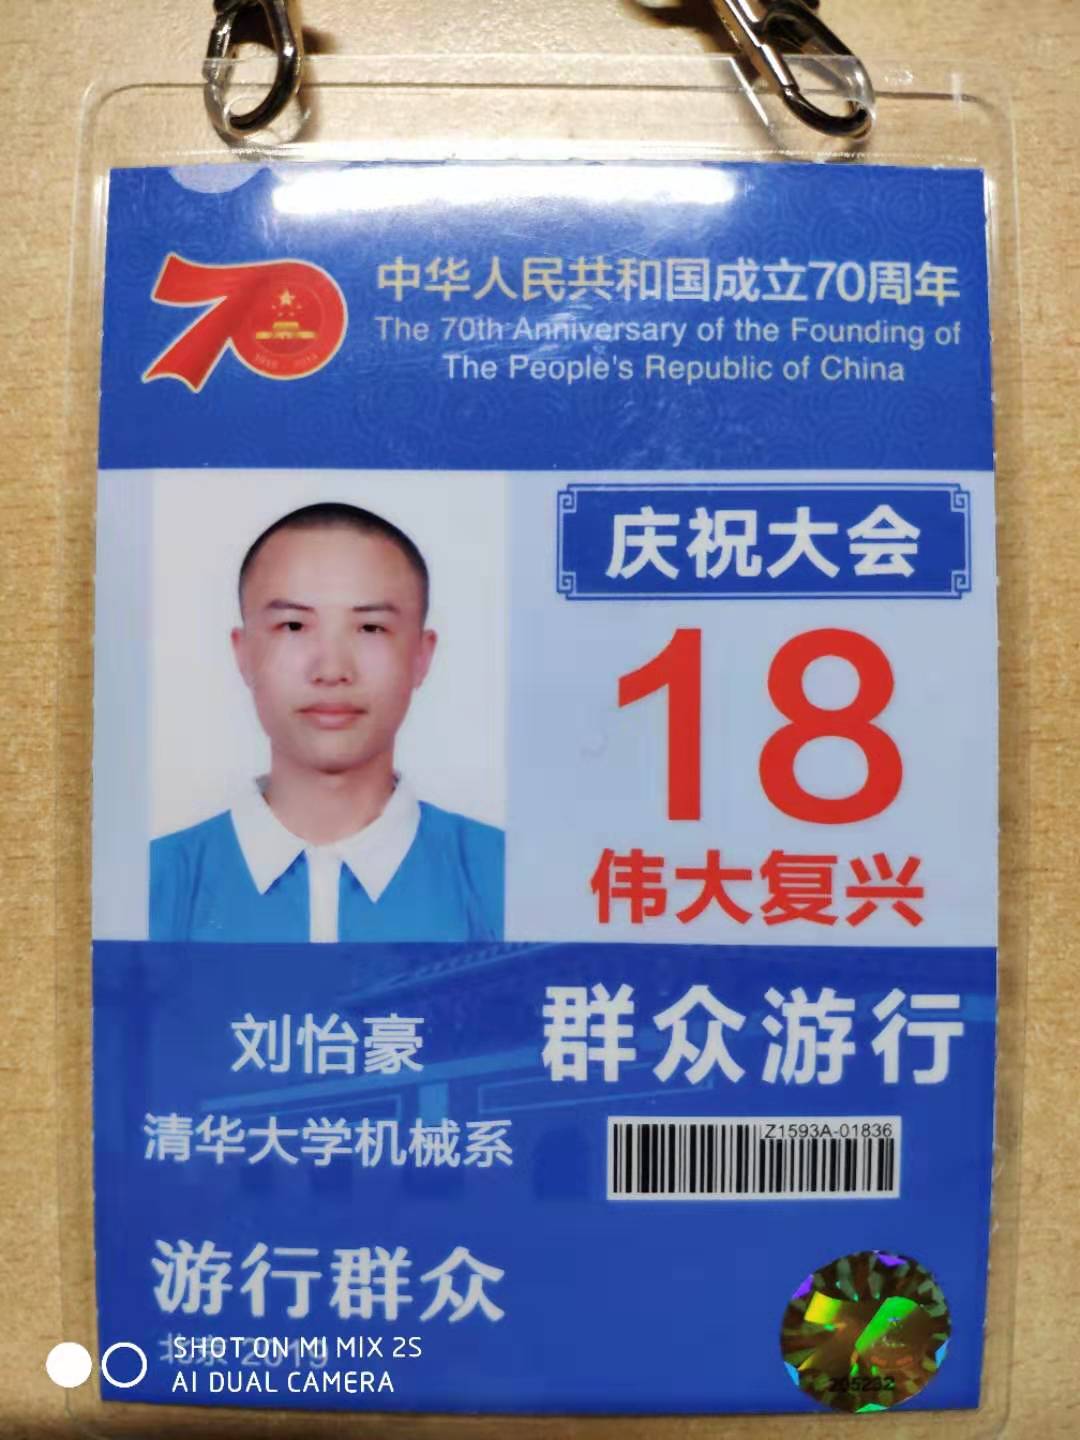 中华人民共和国成立70周年
The 70th Anniversary of the Founding of
The People's Republic of China
庆祝大会
18
伟大复兴
刘怡豪
清华大学机械系
群众游行
Z1593A-01836
游行群众
北京 2019
SHOT ON MI MIX 2S
AI DUAL CAMERA
205232